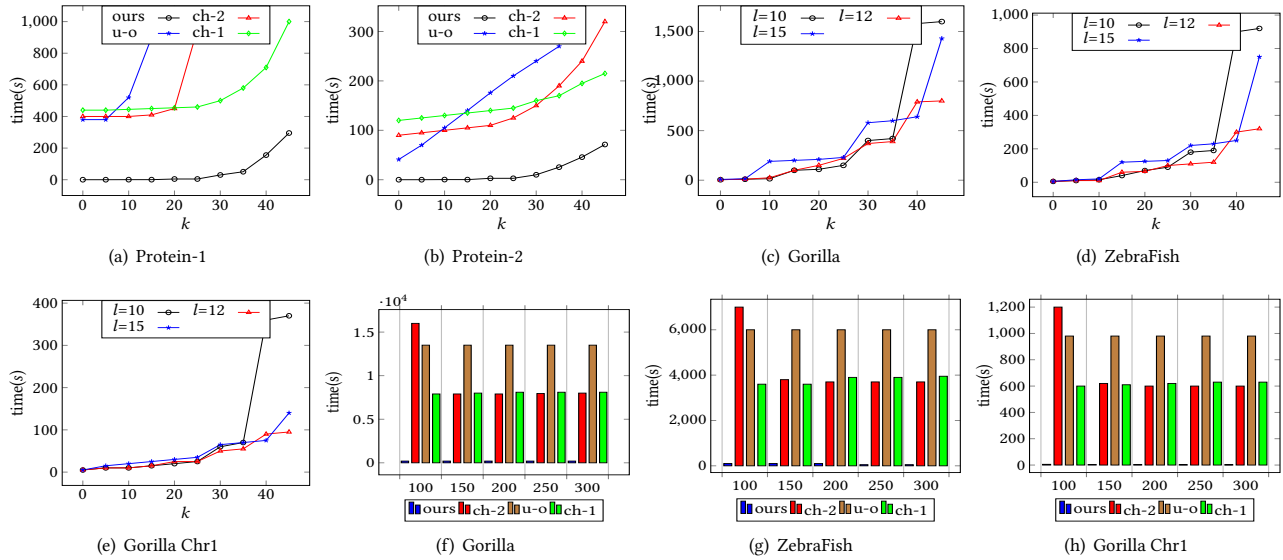 ours ch-2
u-o ch-1
time(s)
1,000
800
600
400
200
0
0 10 20 30 40
k
(a) Protein-1
ours ch-2
u-o ch-1
time(s)
300
200
100
0
0 10 20 30 40
k
(b) Protein-2
l=10 l=12
l=15
time(s)
1,500
1,000
500
0
0 10 20 30 40
k
(c) Gorilla
l=10 l=12
l=15
time(s)
1,000
800
600
400
200
0
0 10 20 30 40
k
(d) ZebraFish
l=10 l=12
l=15
time(s)
400
300
200
100
0
0 10 20 30 40
k
(e) Gorilla Chr1
·10⁴
time(s)
1.5
1
0.5
0
100 150 200 250 300
ours ch-2 u-o ch-1
(f) Gorilla
time(s)
6,000
4,000
2,000
0
100 150 200 250 300
ours ch-2 u-o ch-1
(g) ZebraFish
time(s)
1,200
1,000
800
600
400
200
0
100 150 200 250 300
ours ch-2 u-o ch-1
(h) Gorilla Chr1